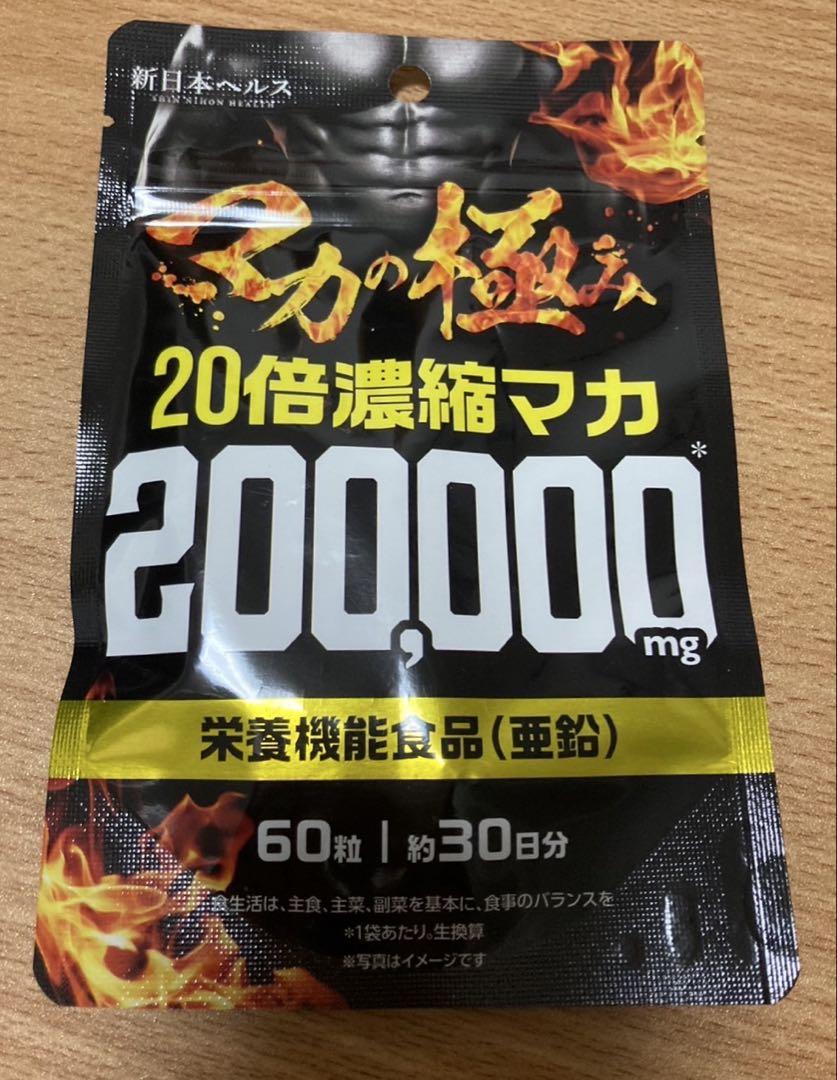 新日本ヘルス
SHIN NIHON HEALTH
マカの極み
20倍濃縮マカ
200,000mg*
栄養機能食品(亜鉛)
60粒 | 約30日分
食生活は、主食、主菜、副菜を基本に、食事のバランスを
*1袋あたり。生換算
※写真はイメージです